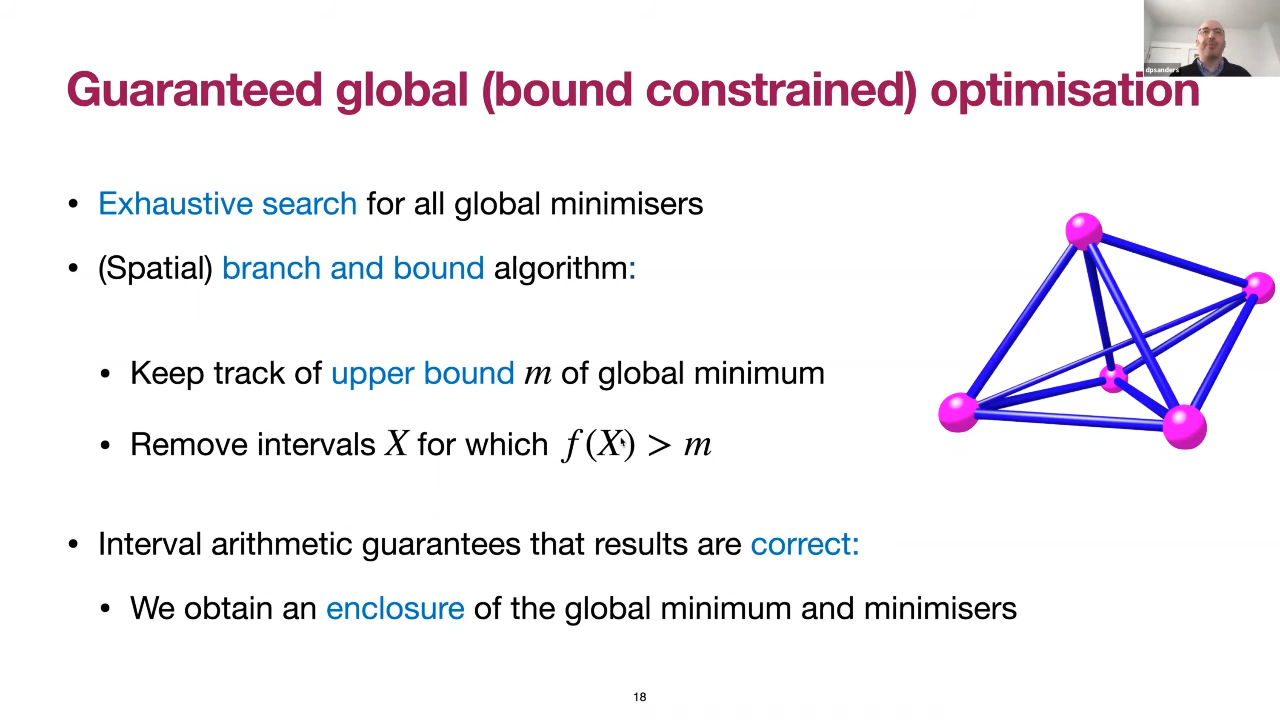 dpsanders
Guaranteed global (bound constrained) optimisation
• Exhaustive search for all global minimisers
• (Spatial) branch and bound algorithm:
• Keep track of upper bound m of global minimum
• Remove intervals X for which f(X) > m
• Interval arithmetic guarantees that results are correct:
• We obtain an enclosure of the global minimum and minimisers
18